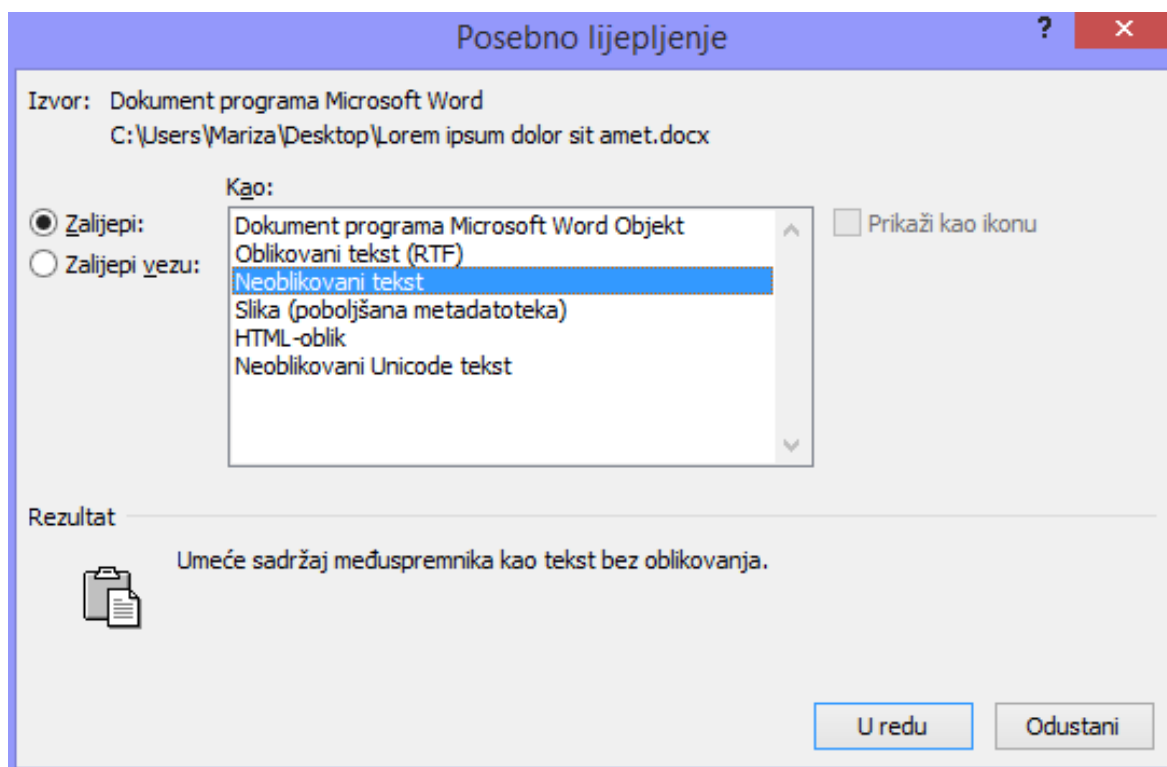 Posebno lijepljenje
?
Izvor: Dokument programa Microsoft Word
C:\Users\Mariza\Desktop\Lorem ipsum dolor sit amet.docx
Kao:
Zalijepi:
Zalijepi vezu:
Dokument programa Microsoft Word Objekt
Oblikovani tekst (RTF)
Neoblikovani tekst
Slika (poboljšana metadatoteka)
HTML-oblik
Neoblikovani Unicode tekst
Prikaži kao ikonu
Rezultat
Umeće sadržaj međuspremnika kao tekst bez oblikovanja.
U redu
Odustani